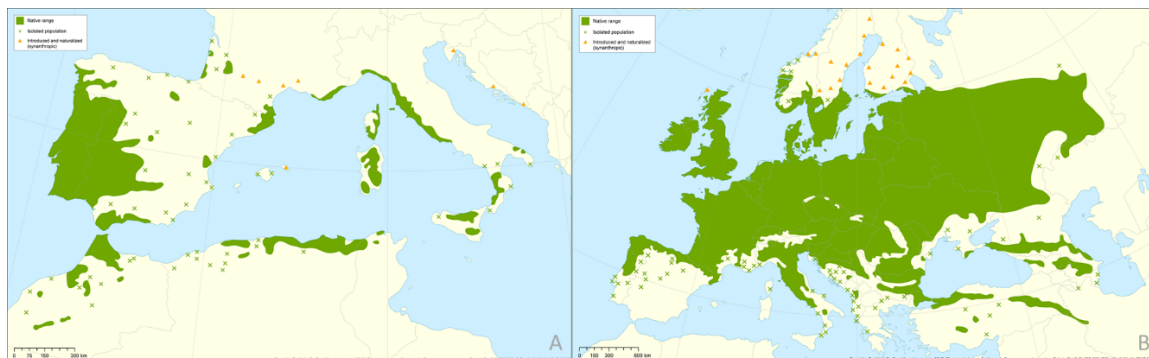 Native range
Isolated population
Introduced and naturalized
(synanthropic)
0 75 150 300 km
A
Native range
Isolated population
Introduced and naturalized
(synanthropic)
0 150 300 600 km
B